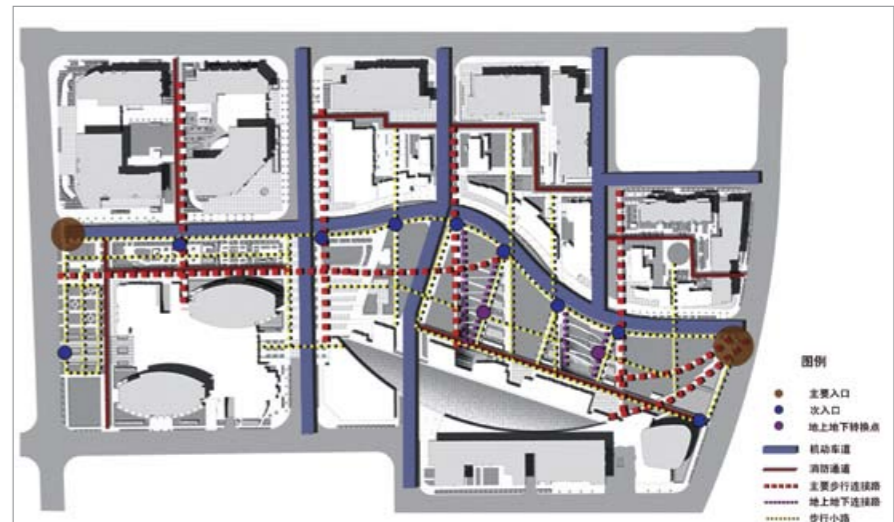 图例
主要入口
次入口
地上地下转换点
机动车道
消防通道
主要步行连接路
地上地下连接路
步行小路